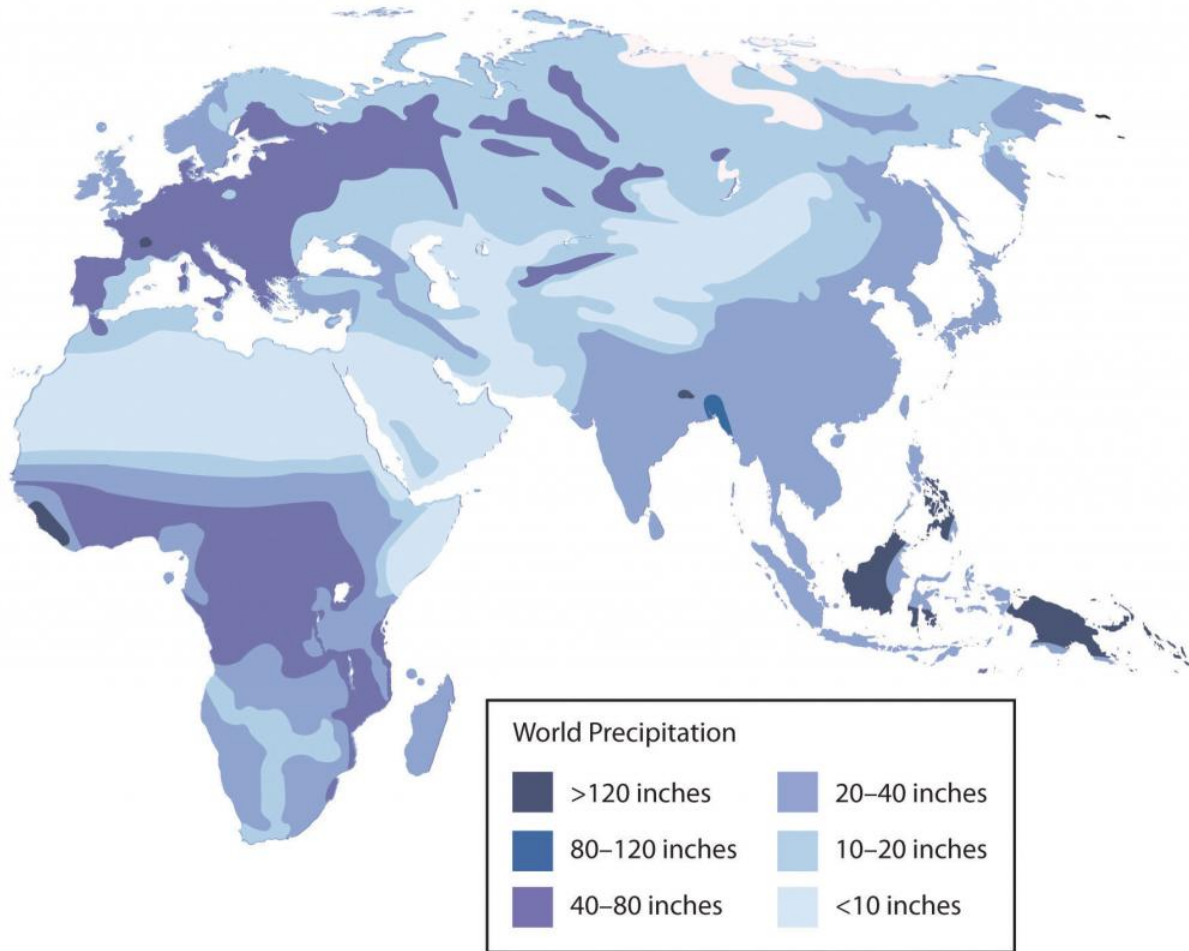 World Precipitation
>120 inches
80–120 inches
40–80 inches
20–40 inches
10–20 inches
<10 inches